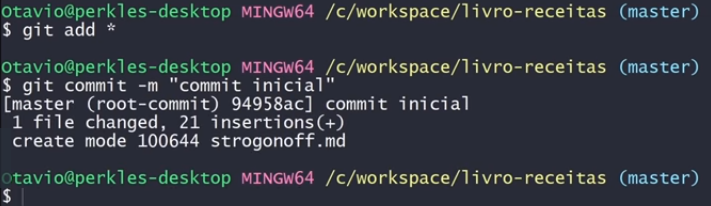 Otavio@perkles-desktop MINGW64 /c/workspace/livro-receitas (master)
$ git add *
Otavio@perkles-desktop MINGW64 /c/workspace/livro-receitas (master)
$ git commit -m "commit inicial"
[master (root-commit) 94958ac] commit inicial
1 file changed, 21 insertions(+)
create mode 100644 strogonoff.md
Otavio@perkles-desktop MINGW64 /c/workspace/livro-receitas (master)
$